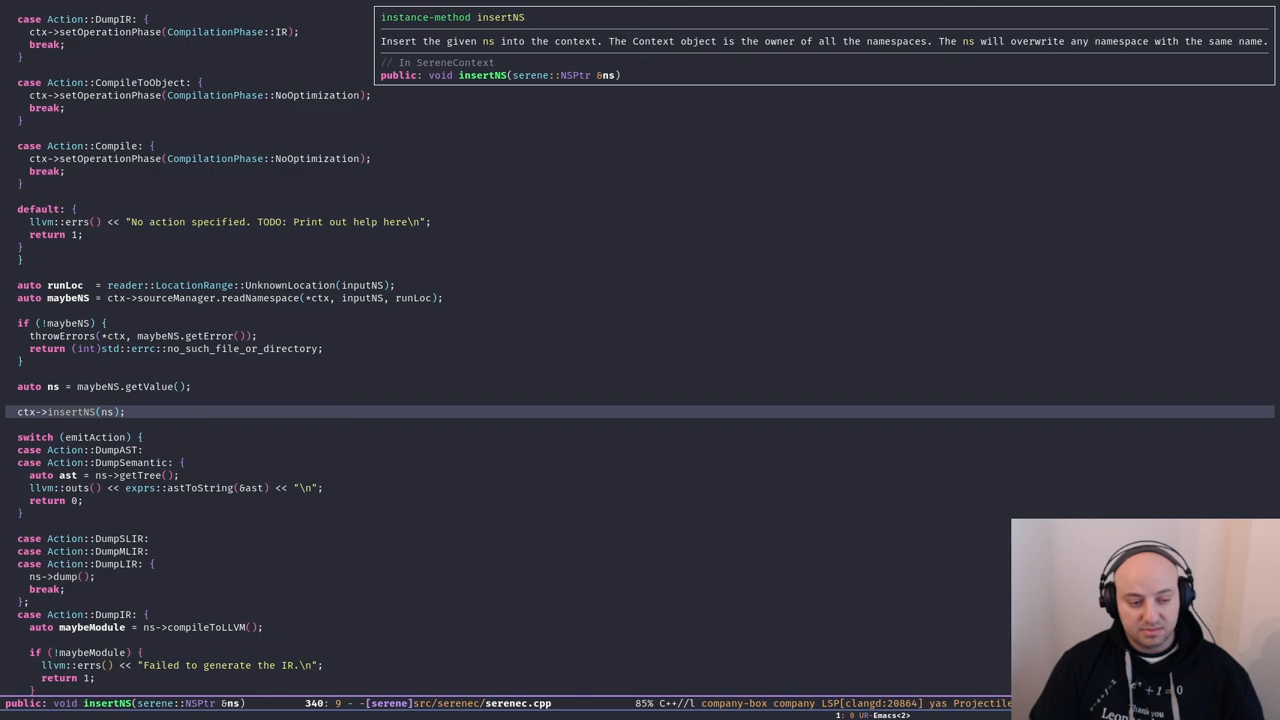 case Action::DumpIR: {
ctx->setOperationPhase(CompilationPhase::IR);
break;
}
case Action::CompileToObject: {
ctx->setOperationPhase(CompilationPhase::NoOptimization);
break;
}
case Action::Compile: {
ctx->setOperationPhase(CompilationPhase::NoOptimization);
break;
}
default: {
llvm::errs() << "No action specified. TODO: Print out help here\n";
return 1;
}
}
auto runLoc  = reader::LocationRange::UnknownLocation(inputNS);
auto maybeNS = ctx->sourceManager.readNamespace(*ctx, inputNS, runLoc);
if (!maybeNS) {
throwErrors(*ctx, maybeNS.getError());
return (int)std::errc::no_such_file_or_directory;
}
auto ns = maybeNS.getValue();
ctx->insertNS(ns);
switch (emitAction) {
case Action::DumpAST:
case Action::DumpSemantic: {
auto ast = ns->getTree();
llvm::outs() << exprs::astToString(&ast) << "\n";
return 0;
}
case Action::DumpSLIR:
case Action::DumpMLIR:
case Action::DumpLIR: {
ns->dump();
break;
};
case Action::DumpIR: {
auto maybeModule = ns->compileToLLVM();
if (!maybeModule) {
llvm::errs() << "Failed to generate the IR.\n";
return 1;
}
instance-method insertNS
Insert the given ns into the context. The Context object is the owner of all the namespaces. The ns will overwrite any namespace with the same name.
// In SereneContext
public: void insertNS(serene::NSPtr &ns)
public: void insertNS(serene::NSPtr &ns) 340: 9 - -[serene]src/serenec/serenec.cpp 85% C++//l company-box company LSP[clangd:20864] yas Projectile
1: 0 UR-Emacs<2>
+ 1 = 0
Thank you